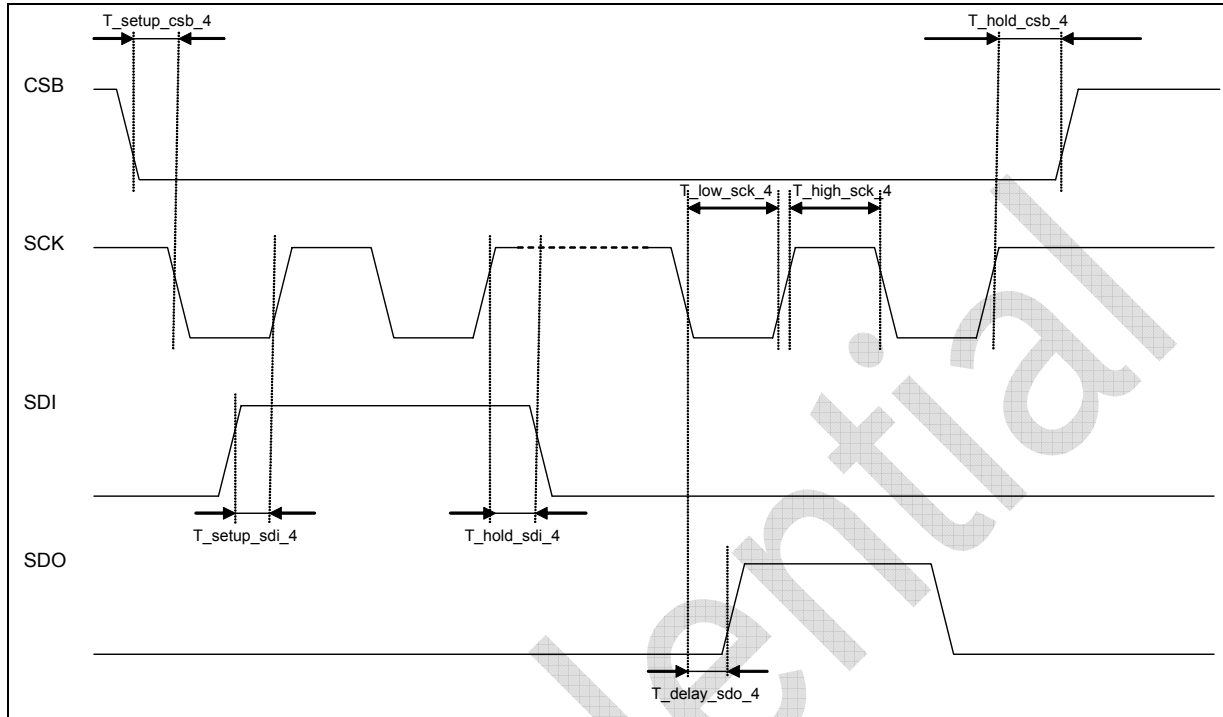 T_setup_csb_4
T_hold_csb_4
CSB
T_low_sck_4
T_high_sck_4
SCK
SDI
T_setup_sdi_4
T_hold_sdi_4
SDO
T_delay_sdo_4